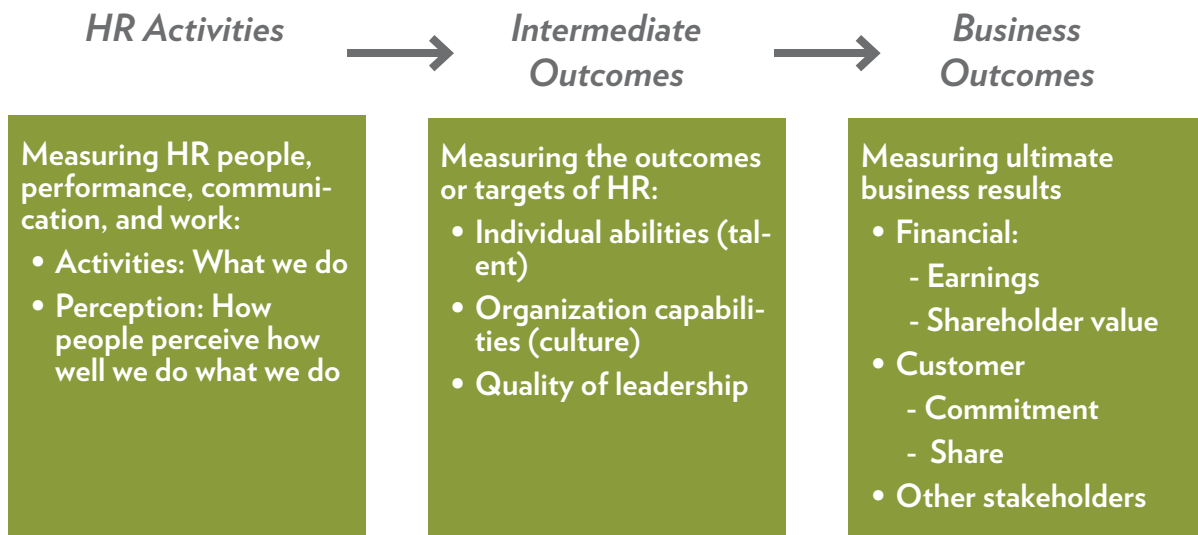 HR Activities
Intermediate
Outcomes
Business
Outcomes
Measuring HR people,
performance, communi-
cation, and work:
• Activities: What we do
• Perception: How
people perceive how
well we do what we do
Measuring the outcomes
or targets of HR:
• Individual abilities (tal-
ent)
• Organization capabili-
ties (culture)
• Quality of leadership
Measuring ultimate
business results
• Financial:
- Earnings
- Shareholder value
• Customer
- Commitment
- Share
• Other stakeholders